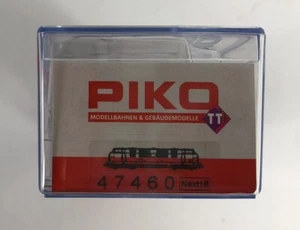 PIKO
MODELLBAHNEN & GEBÄUDEMODELLE
TT
47460